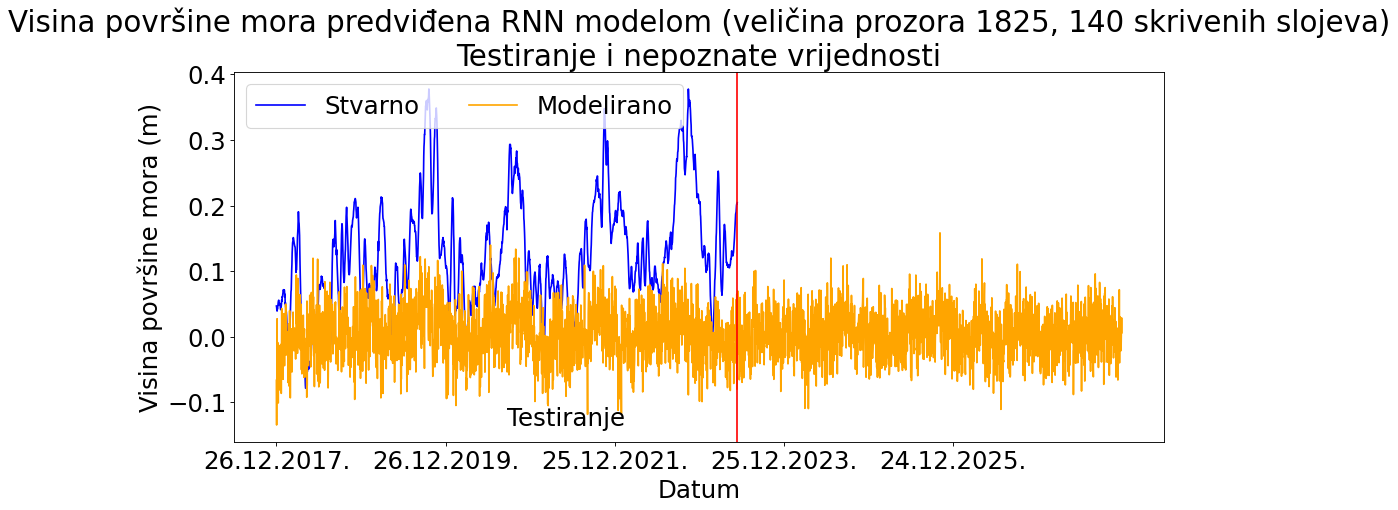 Visina površine mora predviđena RNN modelom (veličina prozora 1825, 140 skrivenih slojeva)
Testiranje i nepoznate vrijednosti
Stvarno Modelirano
Visina površine mora (m)
0.4
0.3
0.2
0.1
0.0
−0.1
Testiranje
26.12.2017. 26.12.2019. 25.12.2021. 25.12.2023. 24.12.2025.
Datum